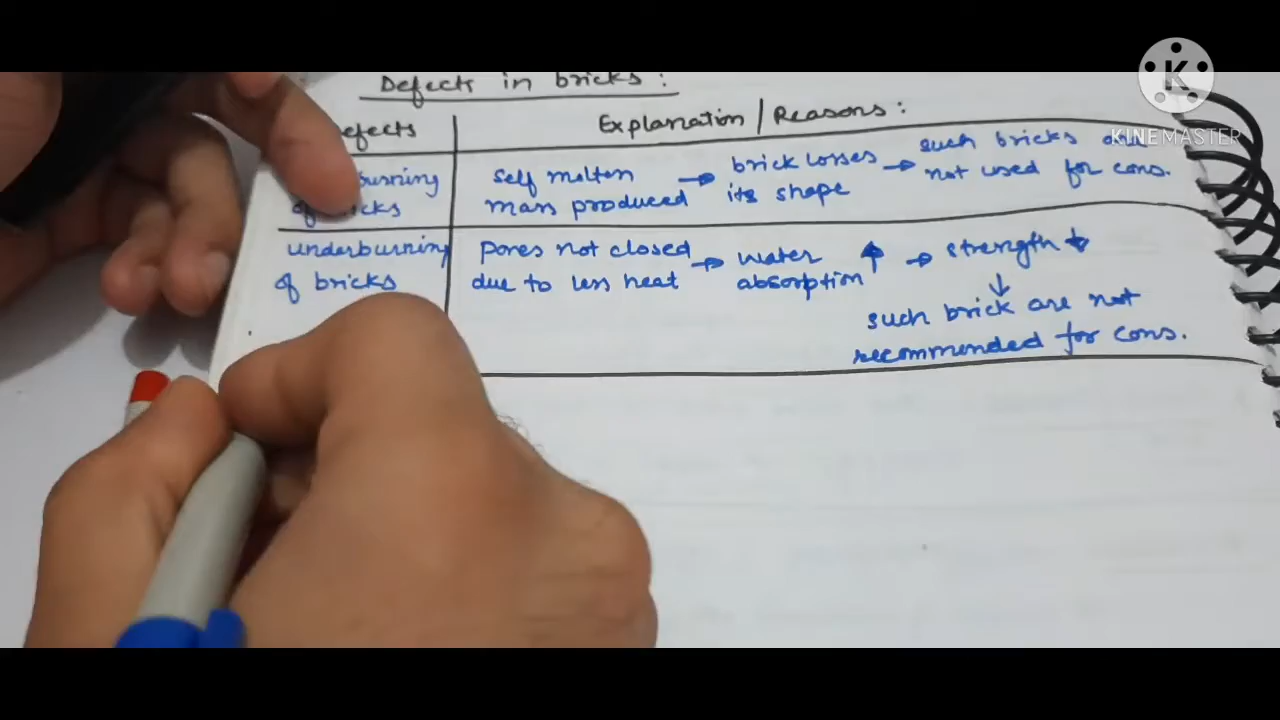 Defects in bricks :
Explanation / Reasons :
burning
self molten
mass produced → brick losses
its shape → such bricks
not used for cons.
underburning
of bricks
Pores not closed
due to less heat → water
absorption ↑ → strength ↓
↓
such brick are not
recommended for cons.
KINEMASTER